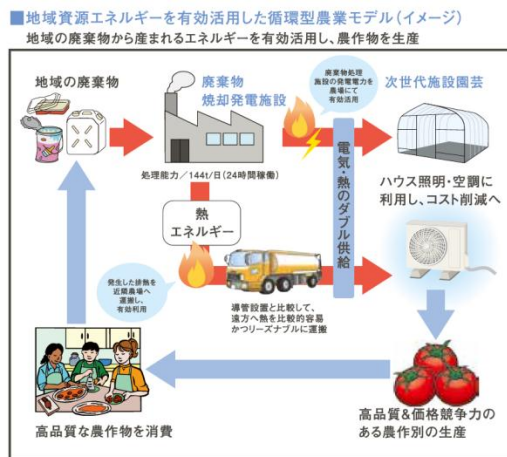 ■地域資源エネルギーを有効活用した循環型農業モデル(イメージ)
地域の廃棄物から産まれるエネルギーを有効活用し、農作物を生産
地域の廃棄物
廃棄物
焼却発電施設
廃棄物処理
施設の発電電力を
農場にて
有効活用
次世代施設園芸
処理能力/144t/日(24時間稼働)
電気・熱のダブル供給
ハウス照明・空調に
利用し、コスト削減へ
熱
エネルギー
発生した排熱を
近隣農場へ
運搬し、
有効利用
導管設置と比較して、
遠方へ熱を比較的容易
かつリーズナブルに運搬
高品質な農作物を消費
高品質&価格競争力の
ある農作別の生産